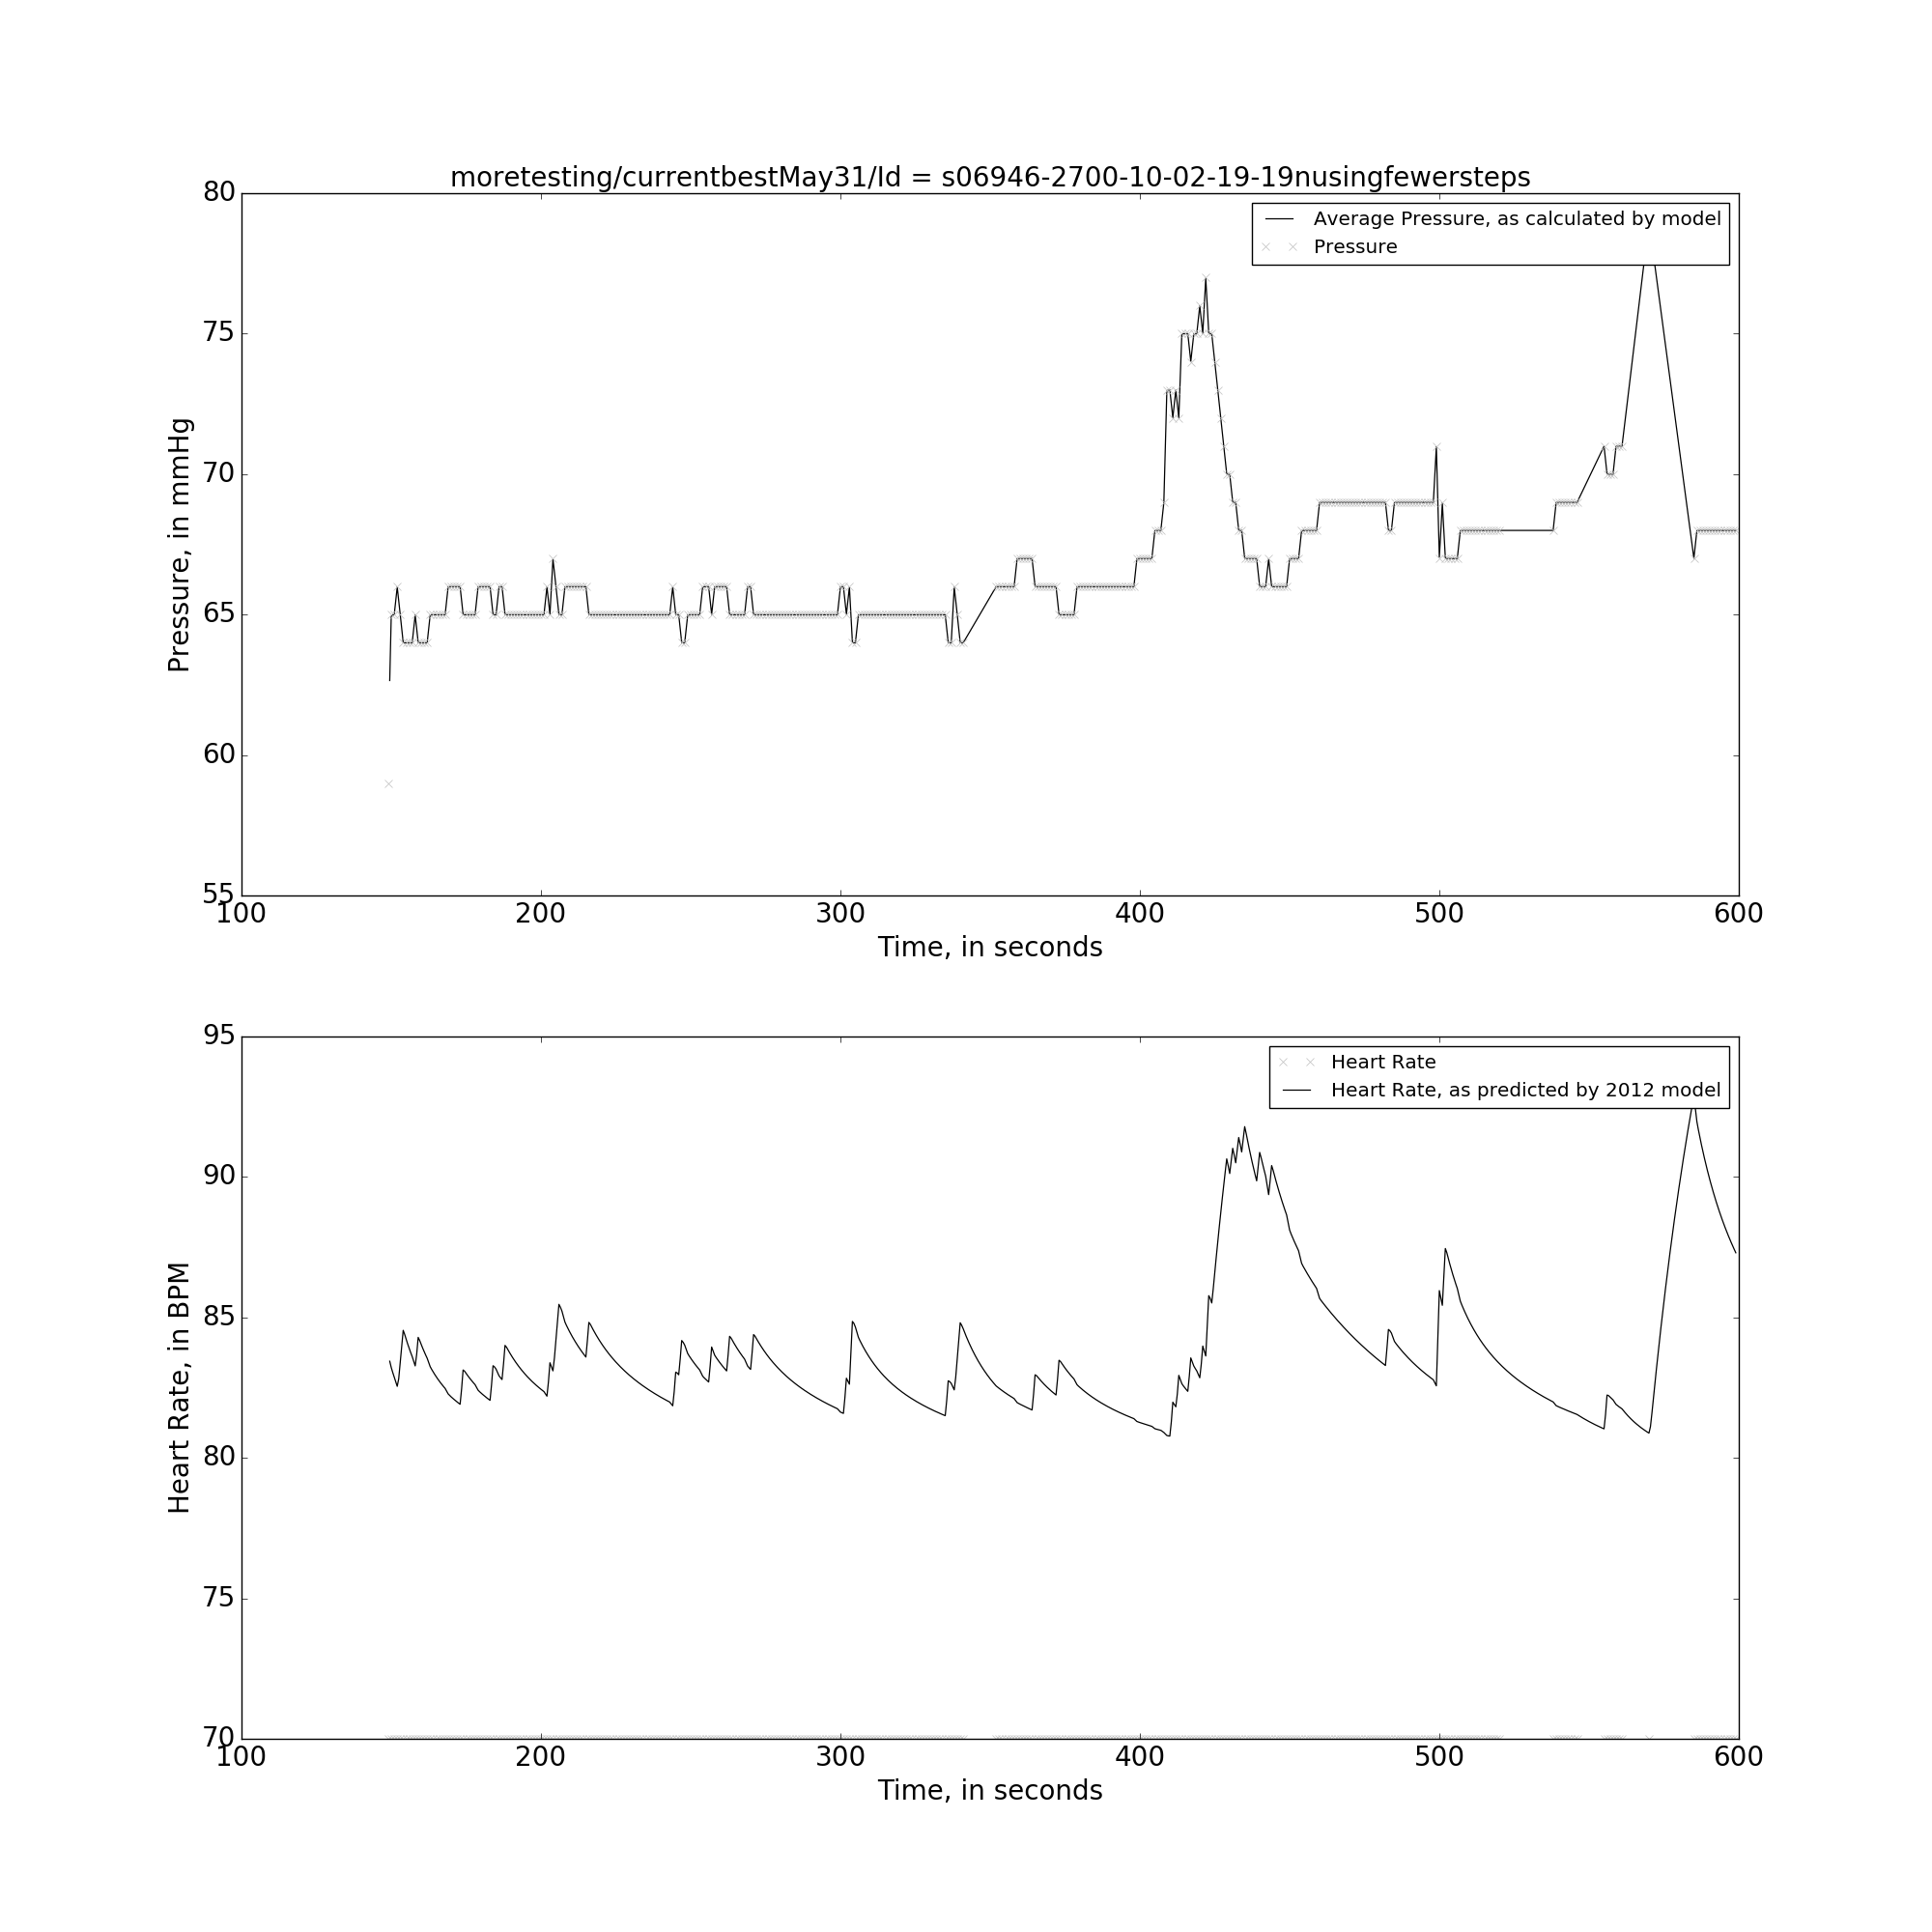 moretesting/currentbestMay31/Id = s06946-2700-10-02-19-19nusingfewersteps
80
75
70
65
60
55
Pressure, in mmHg
Average Pressure, as calculated by model
Pressure
100 200 300 400 500 600
Time, in seconds
95
90
85
80
75
70
Heart Rate, in BPM
Heart Rate
Heart Rate, as predicted by 2012 model
100 200 300 400 500 600
Time, in seconds